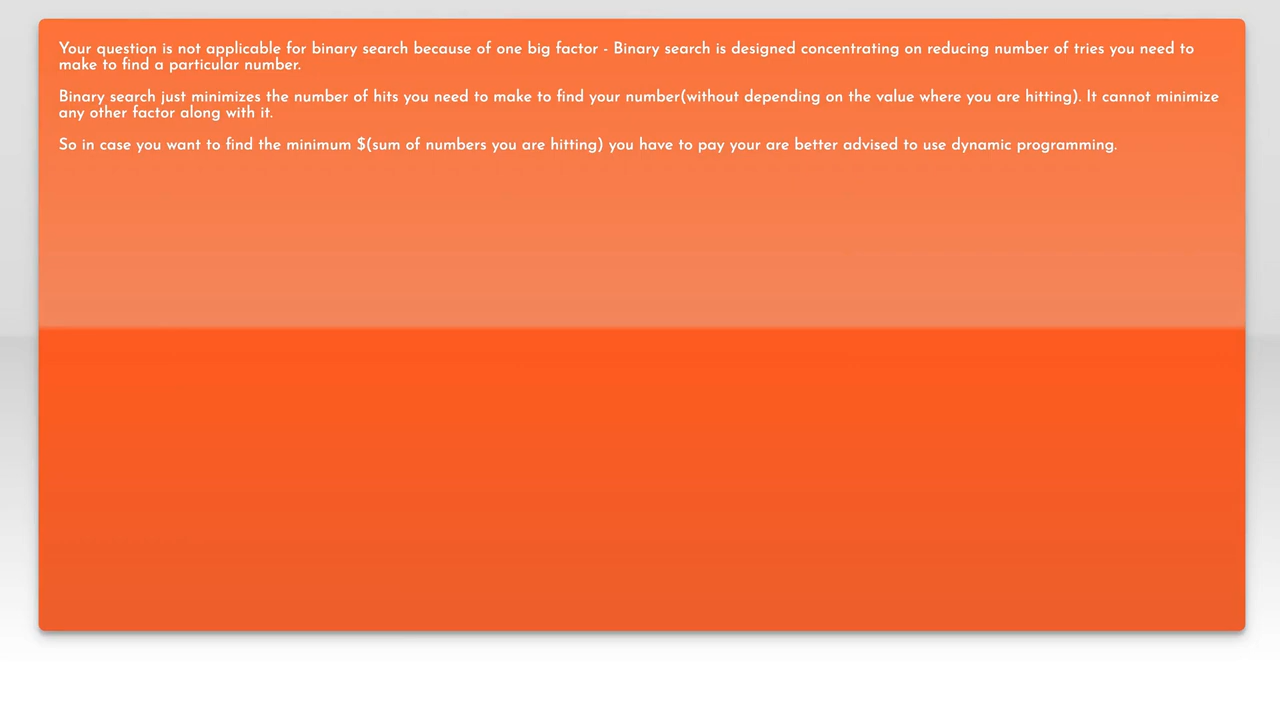 Your question is not applicable for binary search because of one big factor - Binary search is designed concentrating on reducing number of tries you need to
make to find a particular number.
Binary search just minimizes the number of hits you need to make to find your number(without depending on the value where you are hitting). It cannot minimize
any other factor along with it.
So in case you want to find the minimum $(sum of numbers you are hitting) you have to pay your are better advised to use dynamic programming.